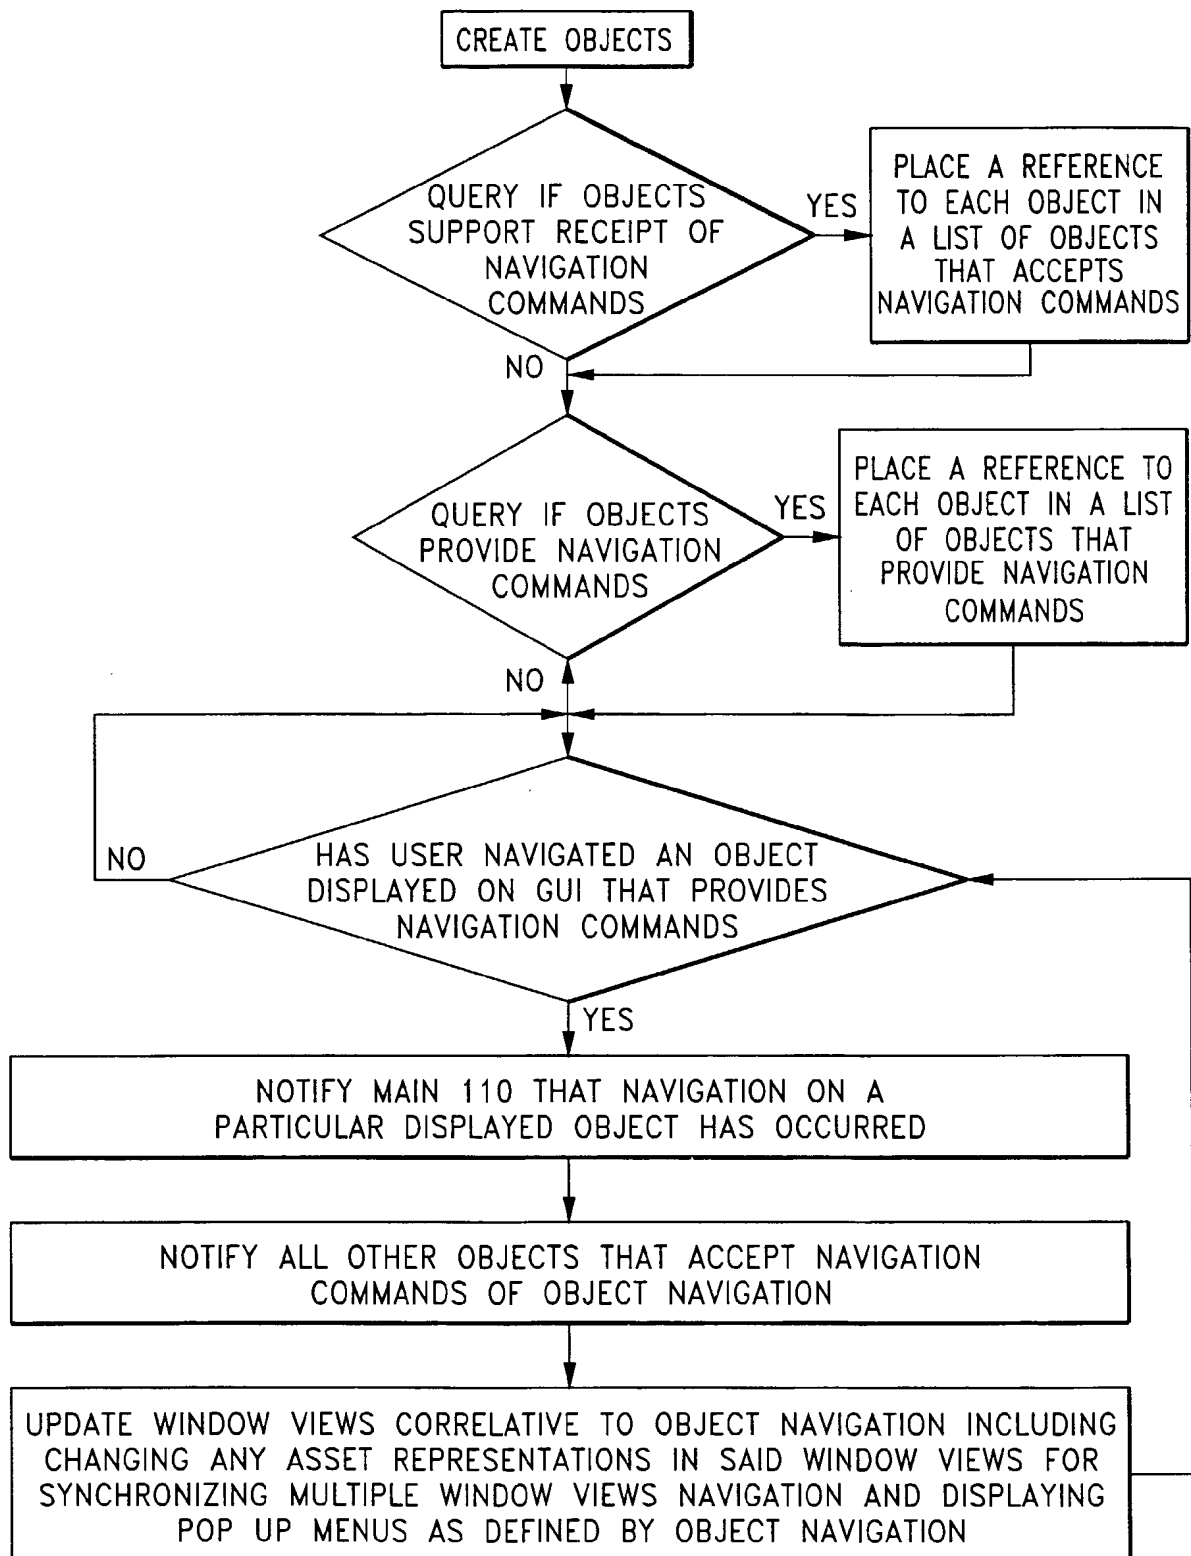 CREATE OBJECTS
QUERY IF OBJECTS
SUPPORT RECEIPT OF
NAVIGATION
COMMANDS
YES
PLACE A REFERENCE
TO EACH OBJECT IN
A LIST OF OBJECTS
THAT ACCEPTS
NAVIGATION COMMANDS
NO
QUERY IF OBJECTS
PROVIDE NAVIGATION
COMMANDS
YES
PLACE A REFERENCE TO
EACH OBJECT IN A LIST
OF OBJECTS THAT
PROVIDE NAVIGATION
COMMANDS
NO
HAS USER NAVIGATED AN OBJECT
DISPLAYED ON GUI THAT PROVIDES
NAVIGATION COMMANDS
NO
YES
NOTIFY MAIN 110 THAT NAVIGATION ON A
PARTICULAR DISPLAYED OBJECT HAS OCCURRED
NOTIFY ALL OTHER OBJECTS THAT ACCEPT NAVIGATION
COMMANDS OF OBJECT NAVIGATION
UPDATE WINDOW VIEWS CORRELATIVE TO OBJECT NAVIGATION INCLUDING
CHANGING ANY ASSET REPRESENTATIONS IN SAID WINDOW VIEWS FOR
SYNCHRONIZING MULTIPLE WINDOW VIEWS NAVIGATION AND DISPLAYING
POP UP MENUS AS DEFINED BY OBJECT NAVIGATION